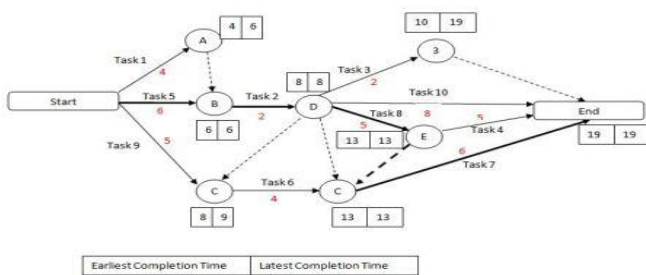 4 6
10 19
A
3
Task 1
4
Task 3
2
8 8
Task 10
Start
Task 5
6
B
Task 2
2
D
Task 8
5
8
5
Task 4
End
6 6
13 13
E
19 19
Task 9
5
6
Task 7
C
Task 6
4
C
8 9
13 13
Earliest Completion Time Latest Completion Time